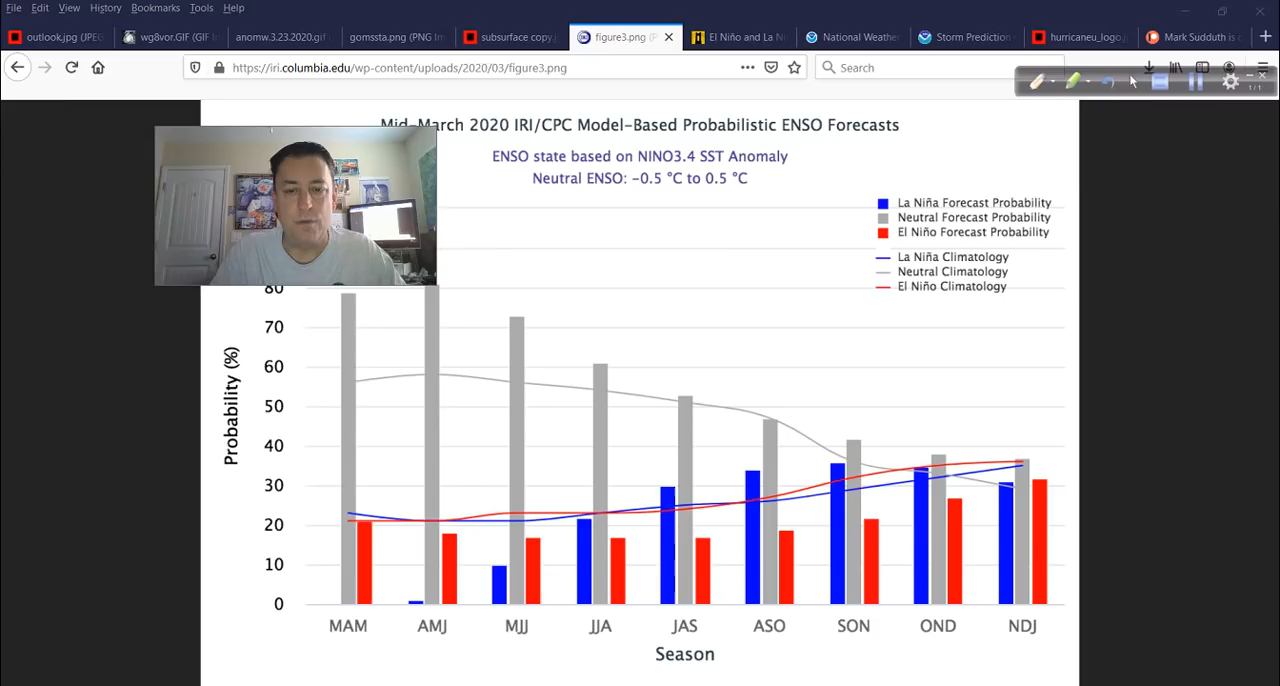 File Edit View History Bookmarks Tools Help
outlook.jpg (JPEG
wg8vor.GIF (GIF Im
anomw.3.23.2020.gif
gomssta.png (PNG Im
subsurface copy.
figure3.png (P
El Niño and La N
National Weathe
Storm Prediction
hurricaneu_logo.j
Mark Sudduth is c
https://iri.columbia.edu/wp-content/uploads/2020/03/figure3.png
Search
1/1
Mid-March 2020 IRI/CPC Model-Based Probabilistic ENSO Forecasts
ENSO state based on NINO3.4 SST Anomaly
Neutral ENSO: -0.5 °C to 0.5 °C
La Niña Forecast Probability
Neutral Forecast Probability
El Niño Forecast Probability
La Niña Climatology
Neutral Climatology
El Niño Climatology
Probability (%)
80
70
60
50
40
30
20
10
0
MAM AMJ MJJ JJA JAS ASO SON OND NDJ
Season